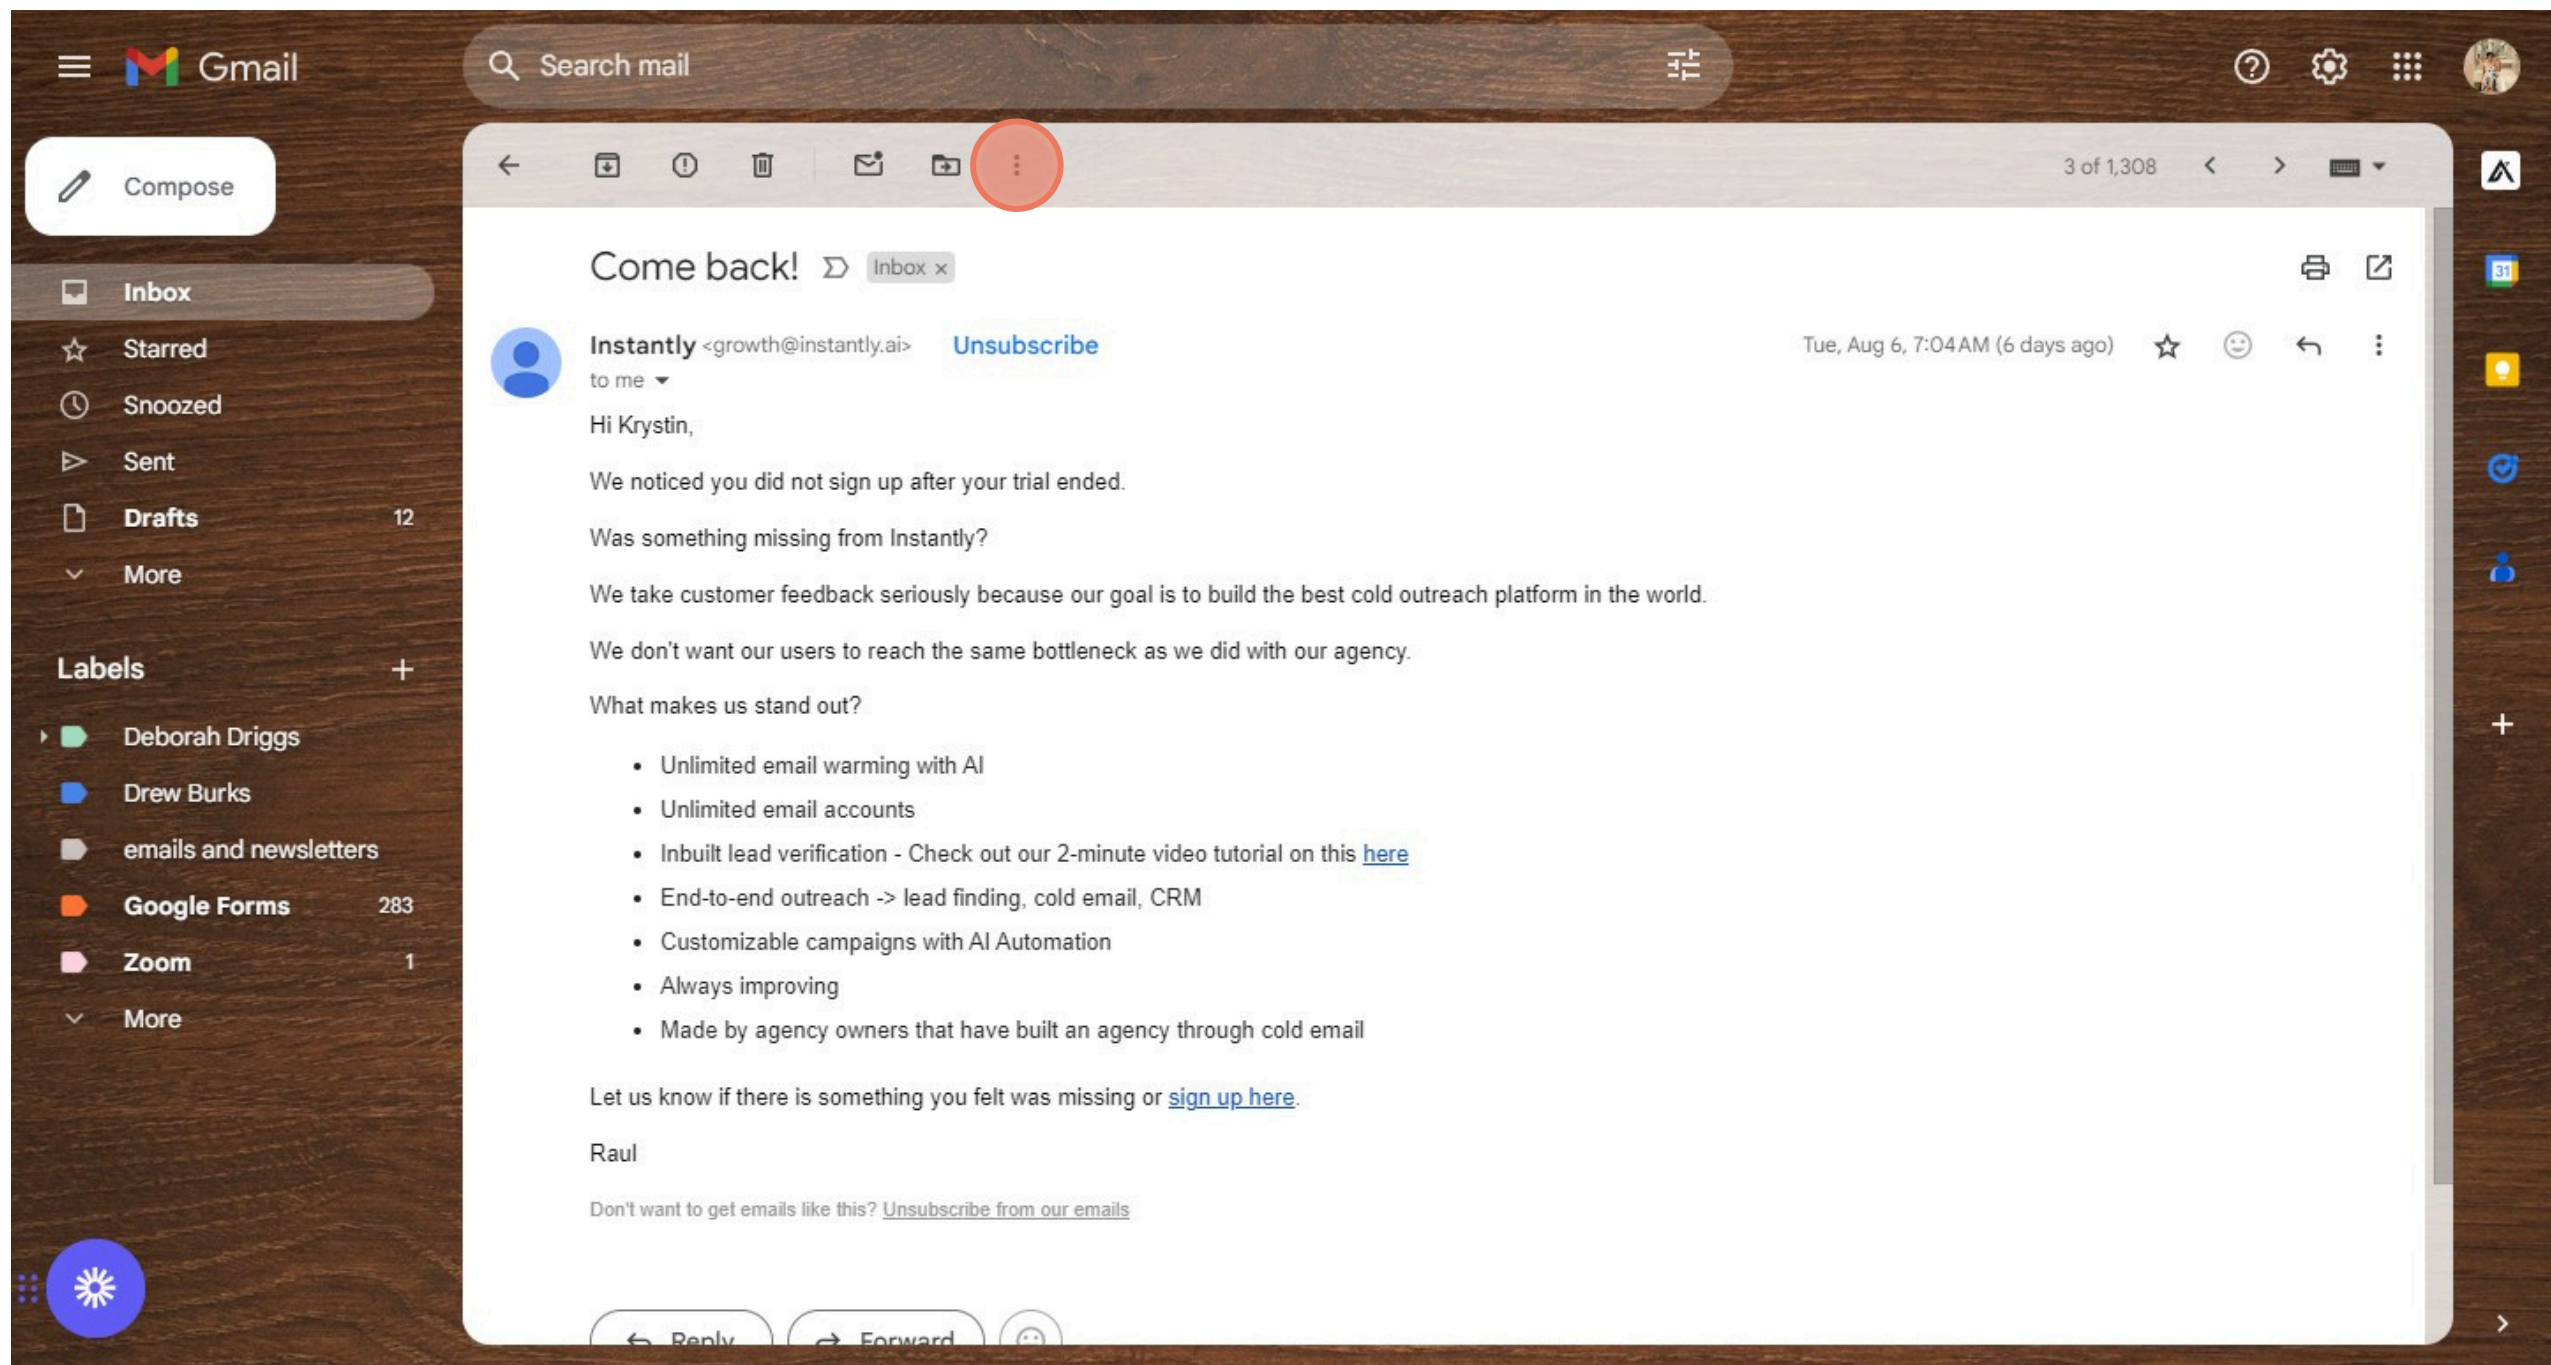 Gmail
Search mail
Compose
3 of 1,308
Inbox
Starred
Snoozed
Sent
Drafts 12
More
Labels
Deborah Driggs
Drew Burks
emails and newsletters
Google Forms 283
Zoom 1
More
Come back! Inbox x
Instantly <growth@instantly.ai> Unsubscribe
Tue, Aug 6, 7:04 AM (6 days ago)
to me
Hi Krystin,
We noticed you did not sign up after your trial ended.
Was something missing from Instantly?
We take customer feedback seriously because our goal is to build the best cold outreach platform in the world.
We don't want our users to reach the same bottleneck as we did with our agency.
What makes us stand out?
• Unlimited email warming with AI
• Unlimited email accounts
• Inbuilt lead verification - Check out our 2-minute video tutorial on this here
• End-to-end outreach -> lead finding, cold email, CRM
• Customizable campaigns with AI Automation
• Always improving
• Made by agency owners that have built an agency through cold email
Let us know if there is something you felt was missing or sign up here.
Raul
Don't want to get emails like this? Unsubscribe from our emails
Reply
Forward
31